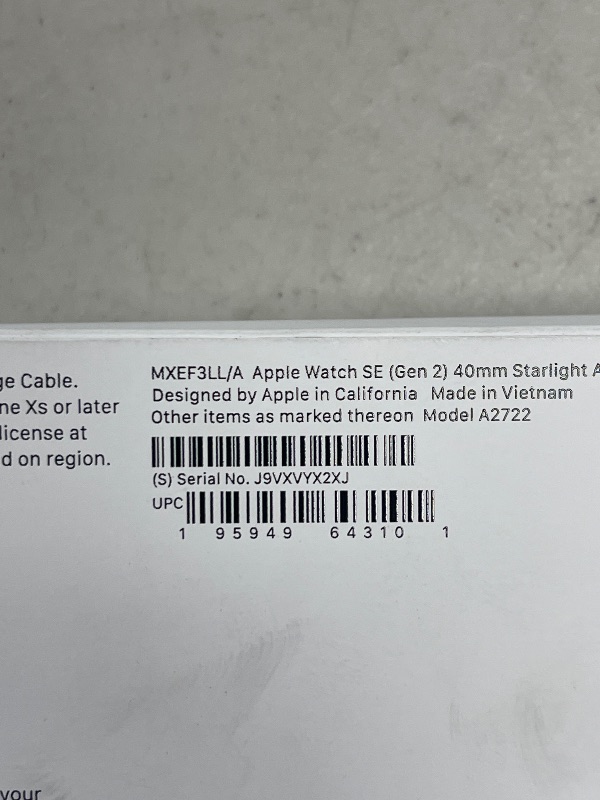 ge Cable.
ne Xs or later
license at
d on region.
MXEF3LL/A Apple Watch SE (Gen 2) 40mm Starlight A
Designed by Apple in California Made in Vietnam
Other items as marked thereon Model A2722
(S) Serial No. J9VXVYX2XJ
UPC
1 95949 64310 1
your